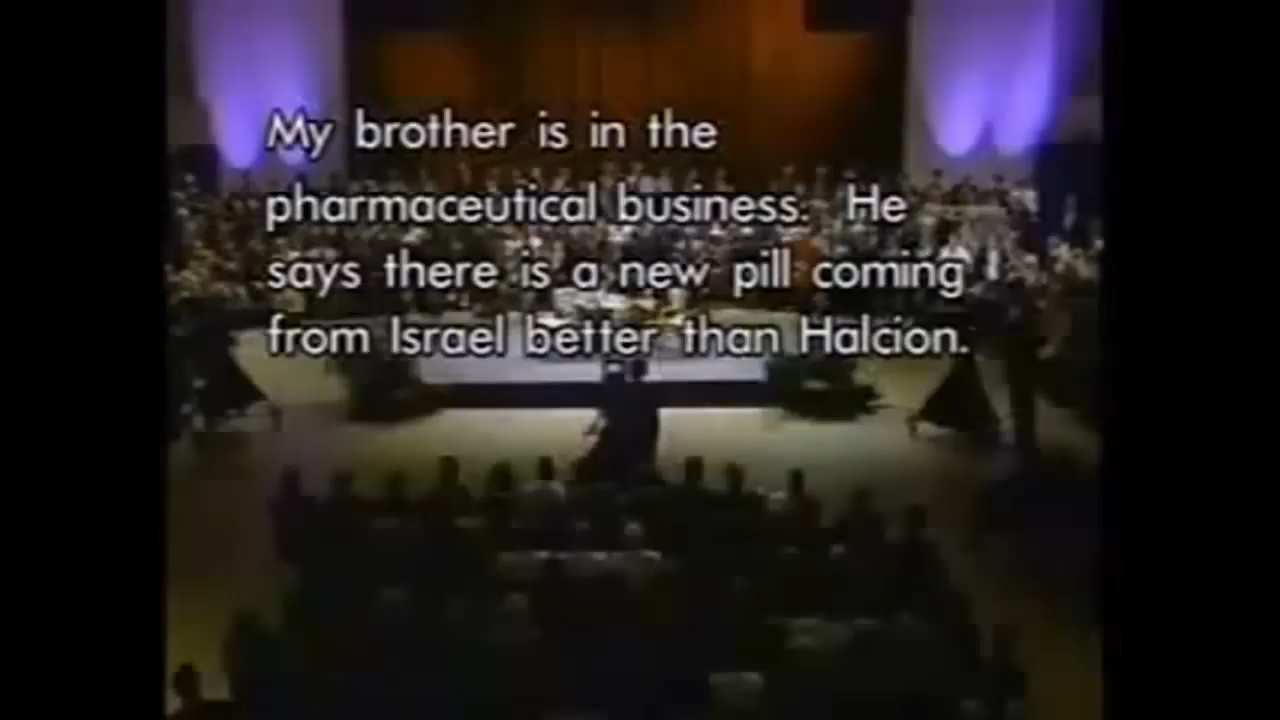 My brother is in the
pharmaceutical business. He
says there is a new pill coming
from Israel better than Halcion.